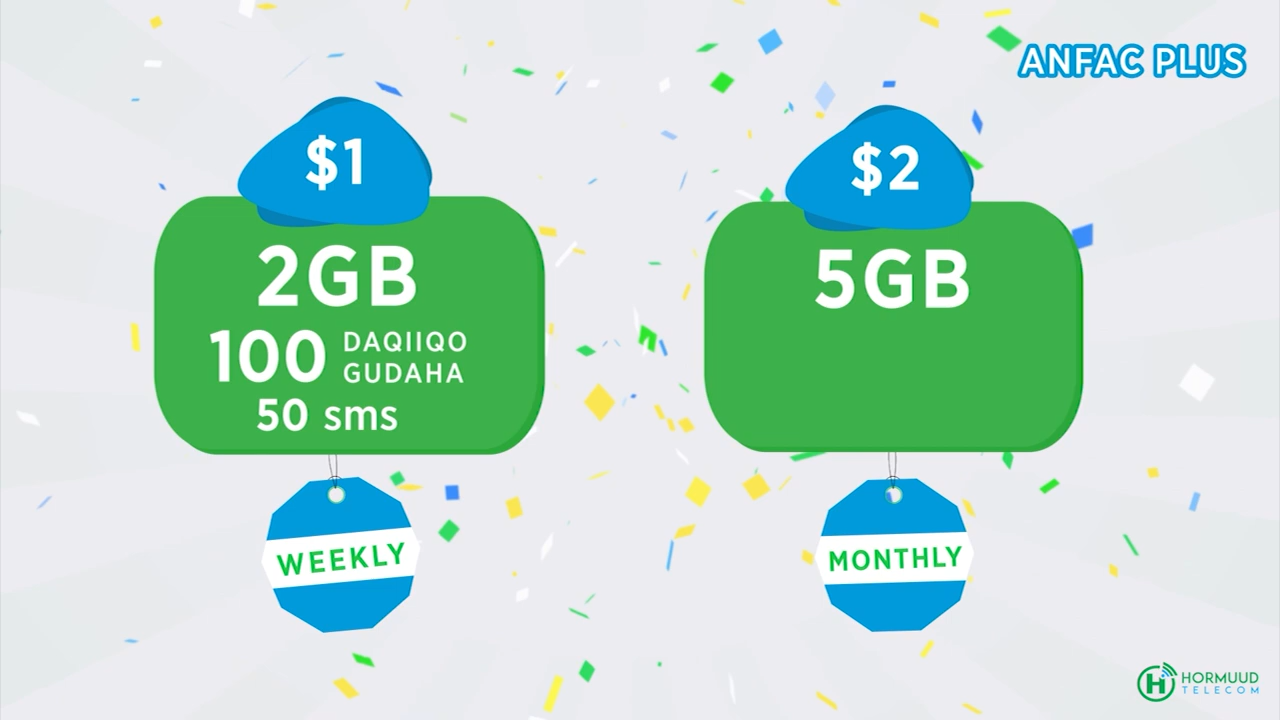 ANFAC PLUS
$1
2GB
100 DAQIIQO
GUDAHA
50 sms
WEEKLY
$2
5GB
MONTHLY
HORMUUD
TELECOM